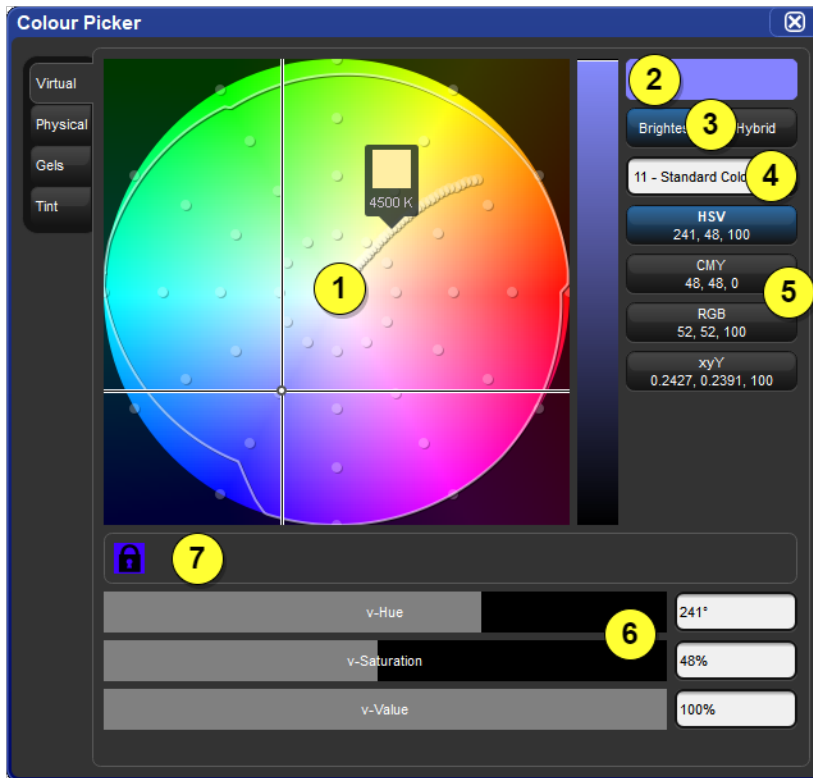 Colour Picker
Virtual
Physical
Gels
Tint
4500 K
1
2
Brightes 3 Hybrid
11 - Standard Colo 4
HSV
241, 48, 100
CMY
48, 48, 0
5
RGB
52, 52, 100
xyY
0.2427, 0.2391, 100
7
v-Hue
241°
6
v-Saturation
48%
v-Value
100%